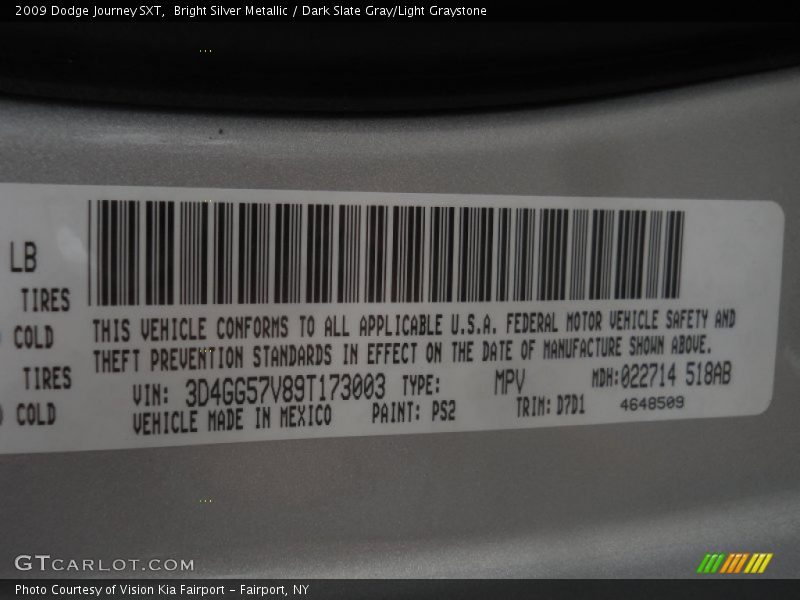 2009 Dodge Journey SXT, Bright Silver Metallic / Dark Slate Gray/Light Graystone
LB
TIRES
COLD
TIRES
COLD
THIS VEHICLE CONFORMS TO ALL APPLICABLE U.S.A. FEDERAL MOTOR VEHICLE SAFETY AND
THEFT PREVENTION STANDARDS IN EFFECT ON THE DATE OF MANUFACTURE SHOWN ABOVE.
VIN: 3D4GG57V89T173003 TYPE: MPV MDH:022714 518AB
VEHICLE MADE IN MEXICO PAINT: PS2 TRIM: D7D1 4648509
GTCARLOT.COM
Photo Courtesy of Vision Kia Fairport - Fairport, NY